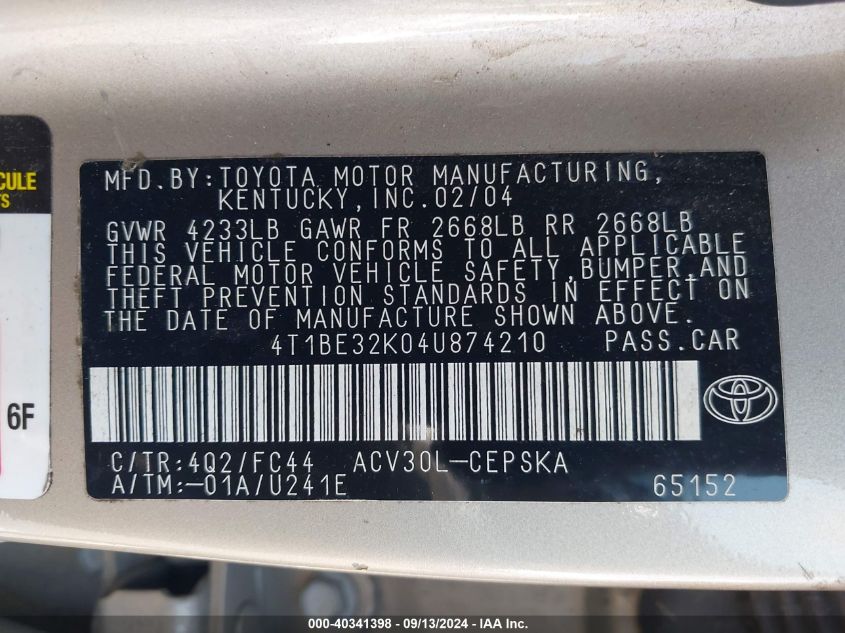 CULE
TS
6F
MFD.BY:TOYOTA MOTOR MANUFACTURING,
KENTUCKY,INC.02/04
GVWR 4233LB GAWR FR 2668LB RR 2668LB
THIS VEHICLE CONFORMS TO ALL APPLICABLE
FEDERAL MOTOR VEHICLE SAFETY,BUMPER,AND
THEFT PREVENTION STANDARDS IN EFFECT ON
THE DATE OF MANUFACTURE SHOWN ABOVE.
4T1BE32K04U874210 PASS.CAR
C/TR:4Q2/FC44 ACV30L-CEPSKA
A/TM:-01A/U241E 65152
000-40341398 - 09/13/2024 - IAA Inc.